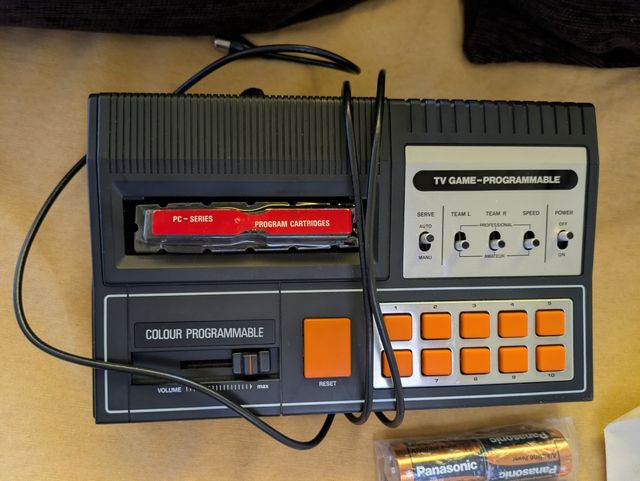 PC - SERIES
PROGRAM CARTRIDGES
TV GAME-PROGRAMMABLE
SERVE TEAM L TEAM R SPEED POWER
AUTO PROFESSIONAL OFF
MANU AMATEUR ON
COLOUR PROGRAMMABLE
VOLUME max
RESET
1 2 3 4 5
7 8 9 10
Panasonic
Panasonic